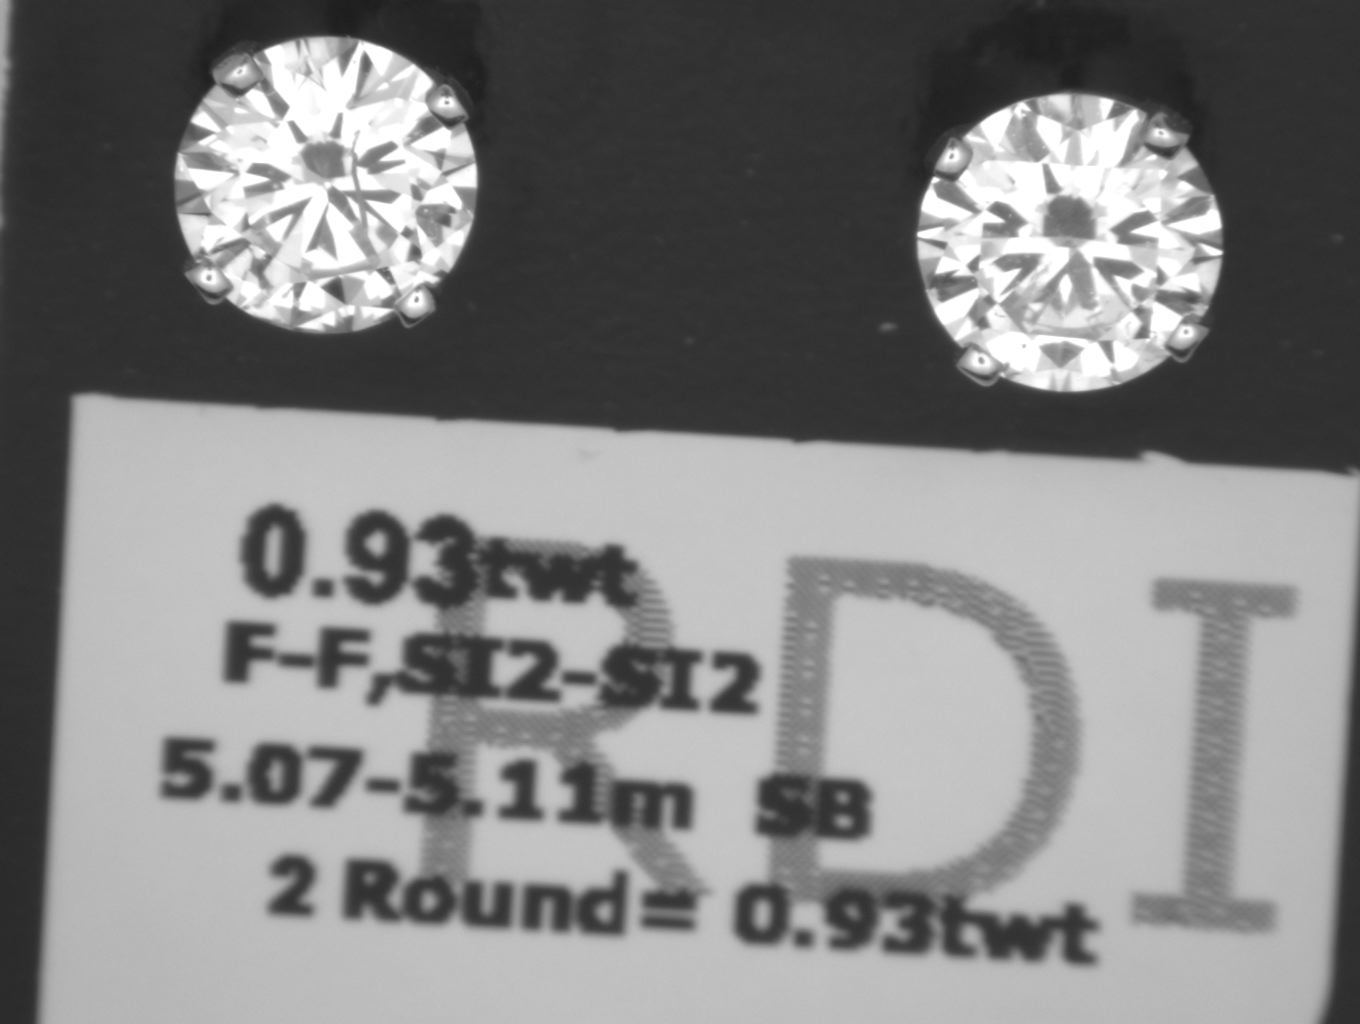 0.93twt
F-F,SI2-SI2
5.07-5.11m SB
2 Round= 0.93twt
RDI